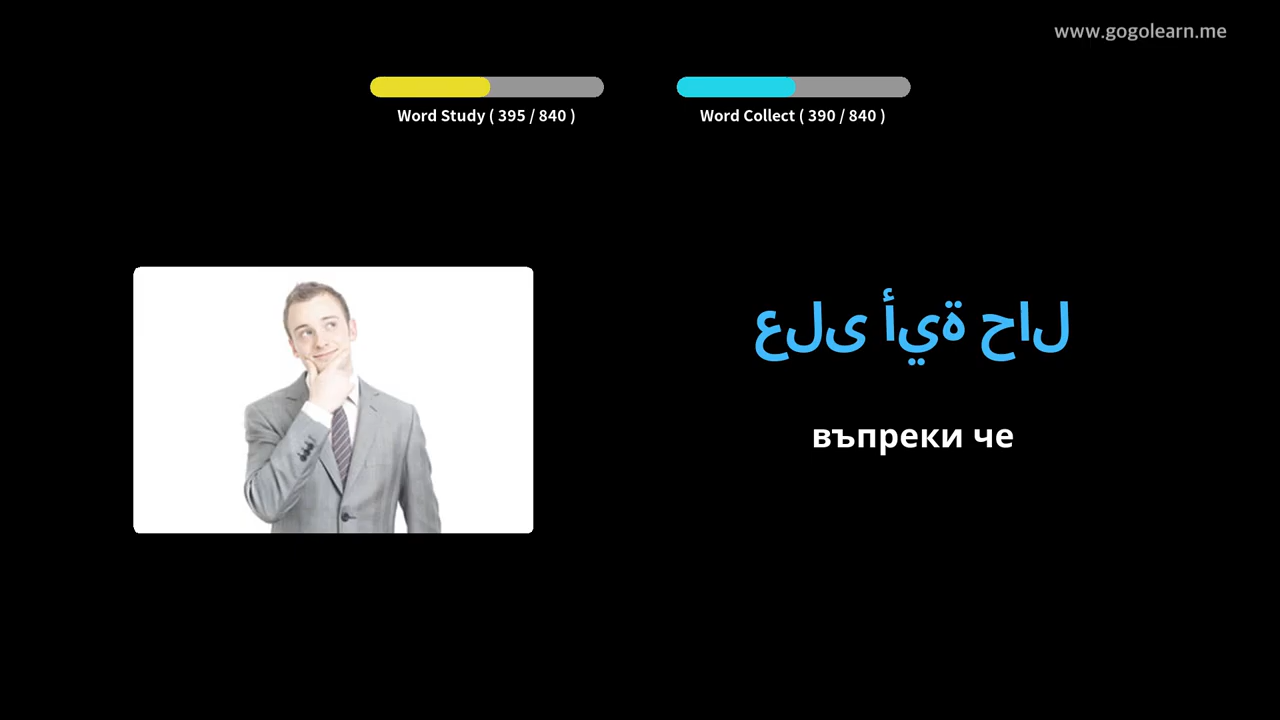 www.gogolearn.me
Word Study ( 395 / 840 )
Word Collect ( 390 / 840 )
على أية حال
въпреки че